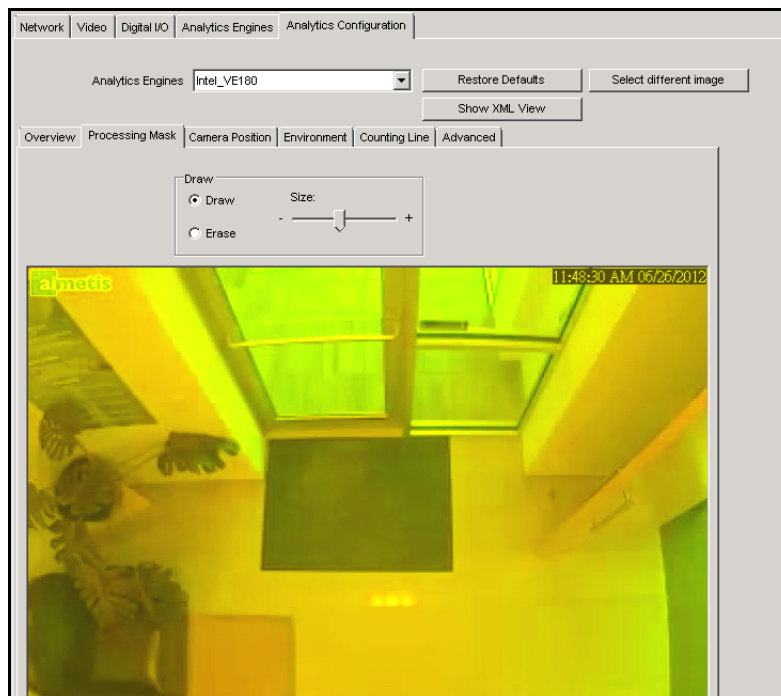 Network Video Digital I/O Analytics Engines Analytics Configuration
Analytics Engines Intel_VE180 Restore Defaults Select different image
Show XML View
Overview Processing Mask Camera Position Environment Counting Line Advanced
Draw
Draw Size:
- +
Erase
aimetis 11:48:30 AM 06/26/2012